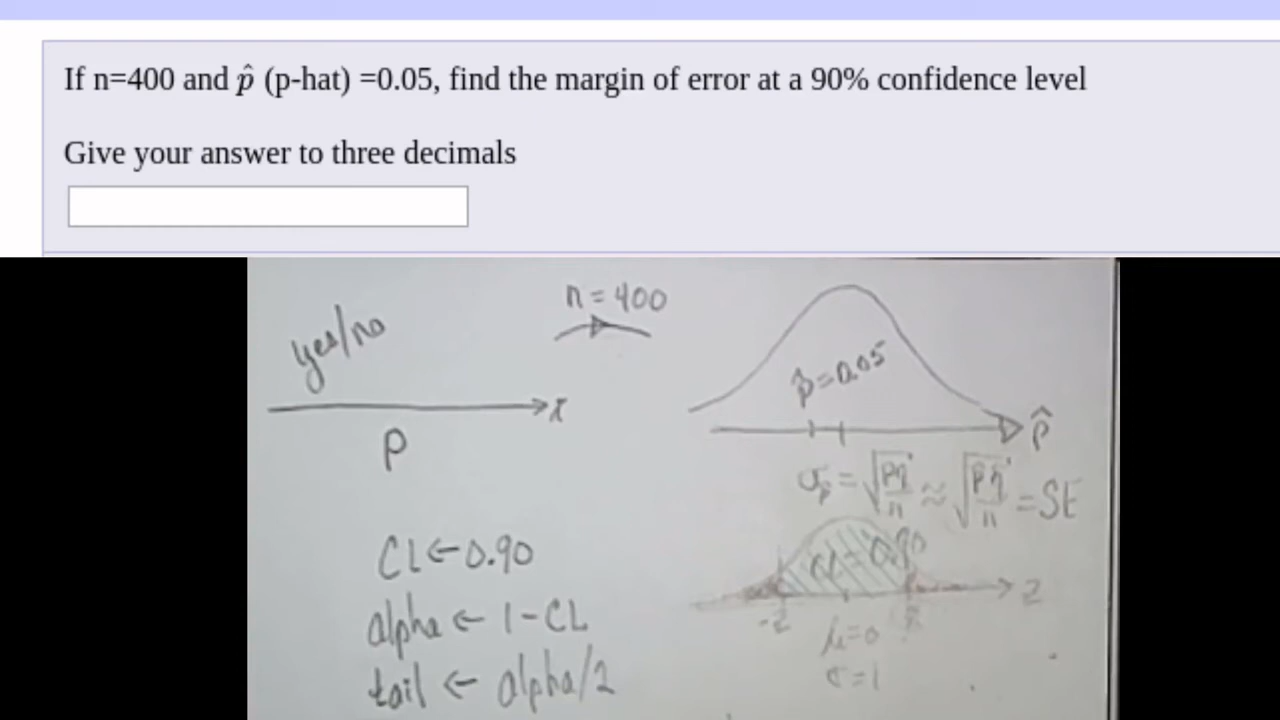 If n=400 and p̂ (p-hat) =0.05, find the margin of error at a 90% confidence level
Give your answer to three decimals
yes/no
n = 400
x
p
p̂=0.05
p̂
σp̂ = √(pq/n) ≈ √(p̂q̂/n) = SE
CL←0.90
CL=0.90
alpha ← 1-CL
-z
z
z
μ=0
tail ← alpha/2
σ=1